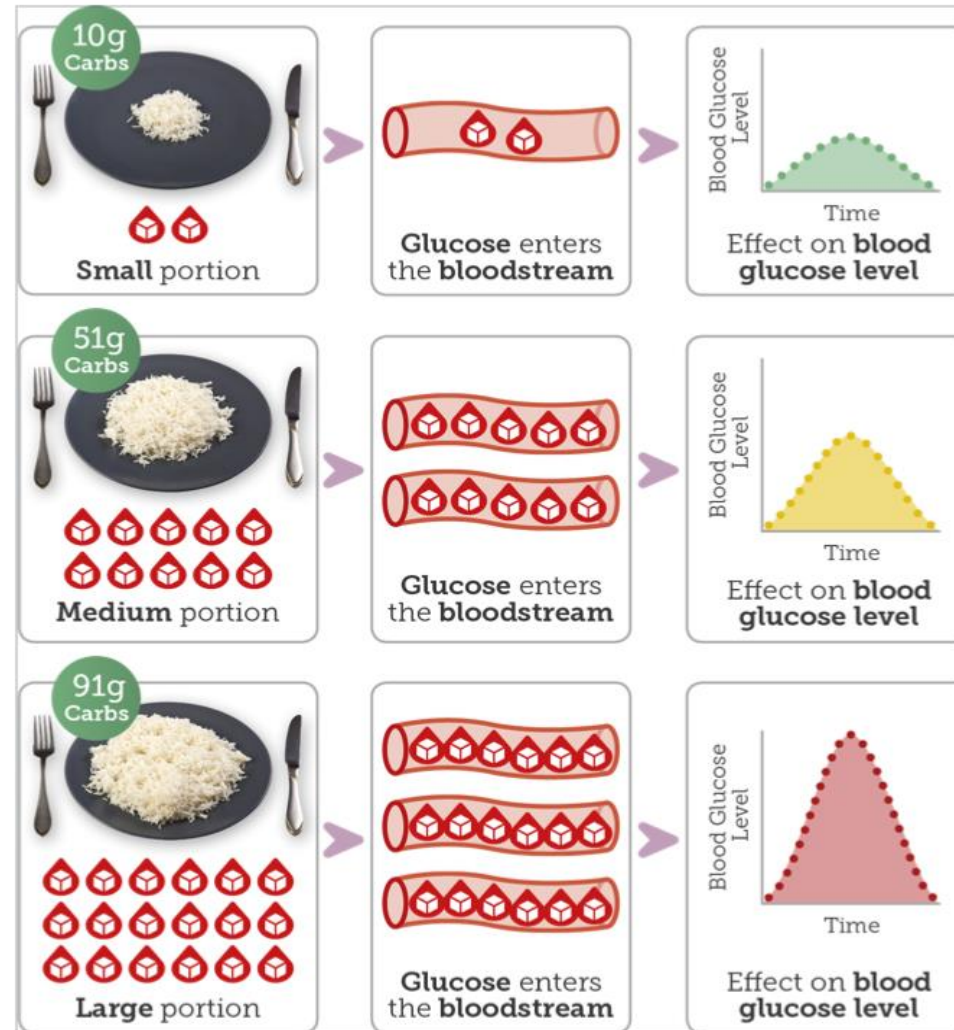 10g
Carbs
Small portion
Glucose enters
the bloodstream
Blood Glucose
Level
Time
Effect on blood
glucose level
51g
Carbs
Medium portion
Glucose enters
the bloodstream
Blood Glucose
Level
Time
Effect on blood
glucose level
91g
Carbs
Large portion
Glucose enters
the bloodstream
Blood Glucose
Level
Time
Effect on blood
glucose level